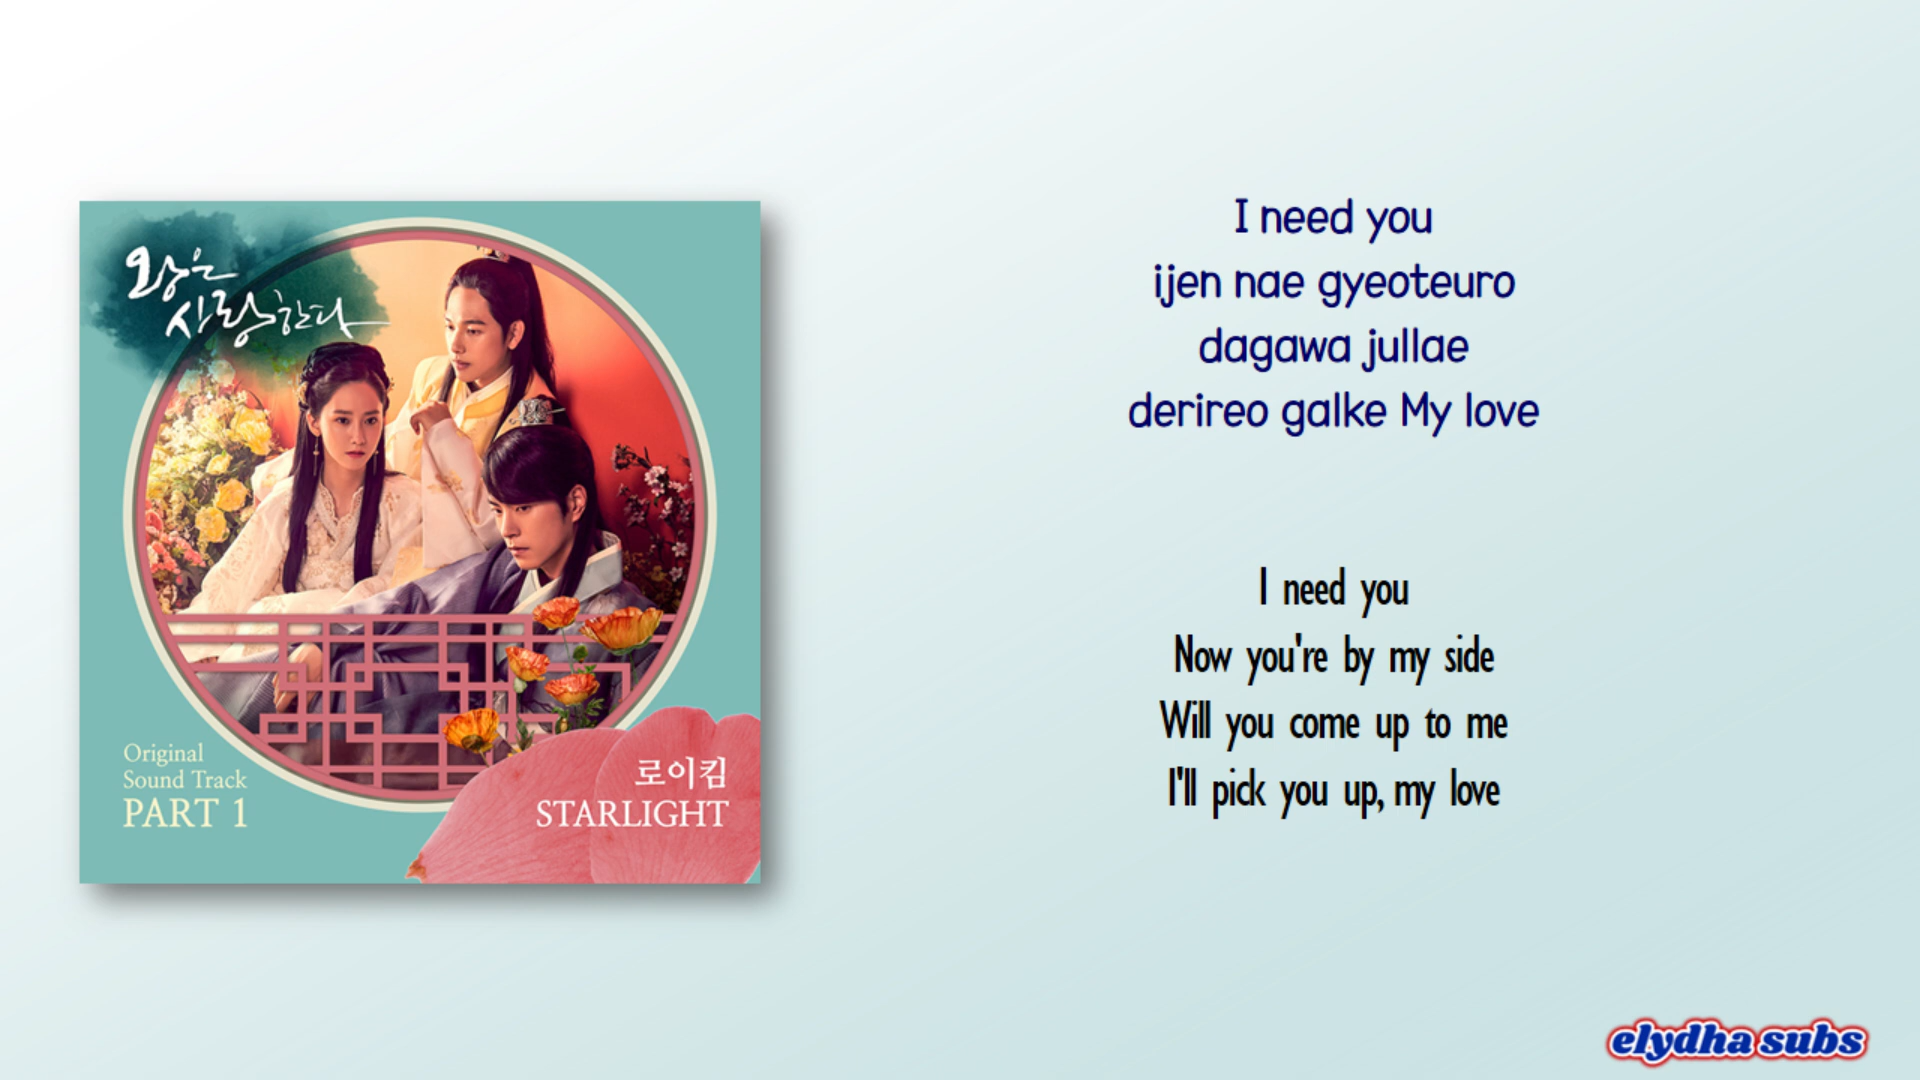 왕은
사랑한다
Original
Sound Track
PART 1
로이킴
STARLIGHT
I need you
ijen nae gyeoteuro
dagawa jullae
derireo galke My love
I need you
Now you're by my side
Will you come up to me
I'll pick you up, my love
elydha subs